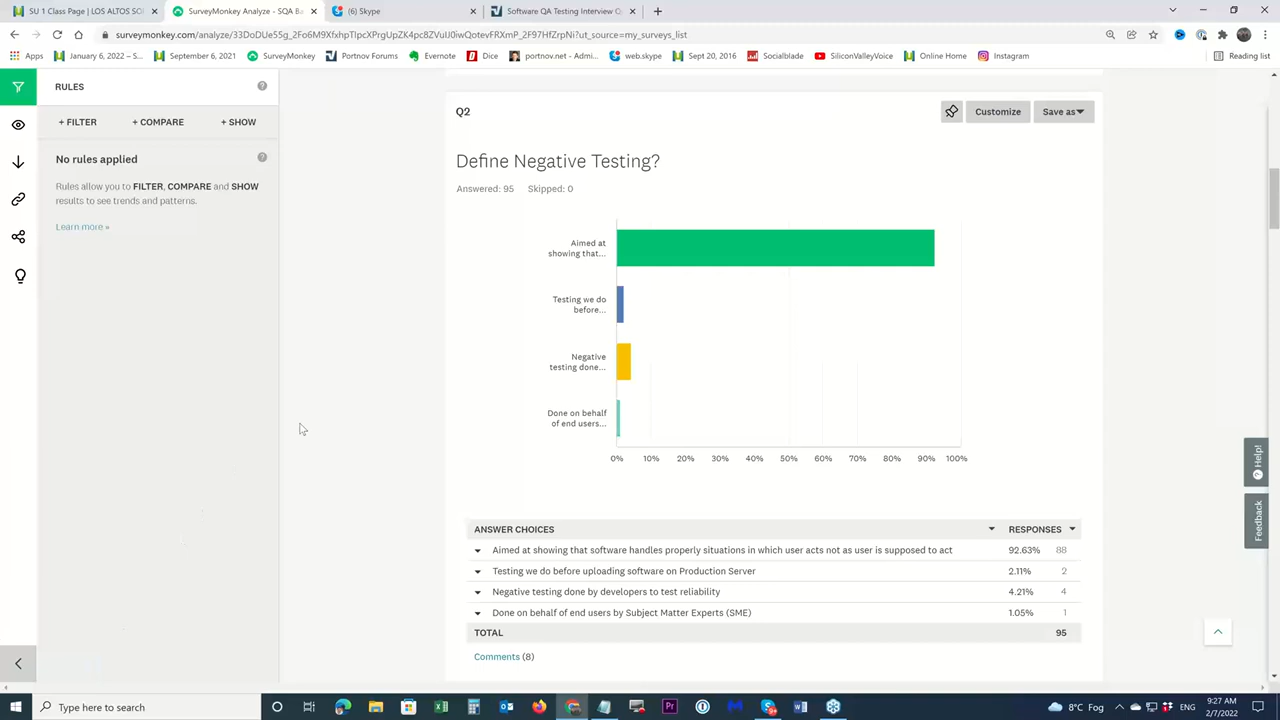 SU 1 Class Page | LOS ALTOS SOF
SurveyMonkey Analyze - SQA Ba
(6) Skype
Software QA Testing Interview Qu
surveymonkey.com/analyze/33DoDUe55g_2Fo6M9XfxhpTlpcXPrgUpZK4pc8ZVuIJ0iwQotevFRXmP_2F97HfZrpNi?ut_source=my_surveys_list
Apps
January 6, 2022 – S...
September 6, 2021
SurveyMonkey
Portnov Forums
Evernote
Dice
portnov.net - Admi...
web.skype
Sept 20, 2016
Socialblade
SiliconValleyVoice
Online Home
Instagram
Reading list
RULES
+ FILTER
+ COMPARE
+ SHOW
No rules applied
Rules allow you to FILTER, COMPARE and SHOW
results to see trends and patterns.
Learn more »
Q2
Customize
Save as
Define Negative Testing?
Answered: 95 Skipped: 0
Aimed at
showing that...
Testing we do
before...
Negative
testing done...
Done on behalf
of end users...
0% 10% 20% 30% 40% 50% 60% 70% 80% 90% 100%
ANSWER CHOICES RESPONSES
Aimed at showing that software handles properly situations in which user acts not as user is supposed to act 92.63% 88
Testing we do before uploading software on Production Server 2.11% 2
Negative testing done by developers to test reliability 4.21% 4
Done on behalf of end users by Subject Matter Experts (SME) 1.05% 1
TOTAL 95
Comments (8)
Help!
Feedback
Type here to search
8°C Fog
ENG
9:27 AM
2/7/2022